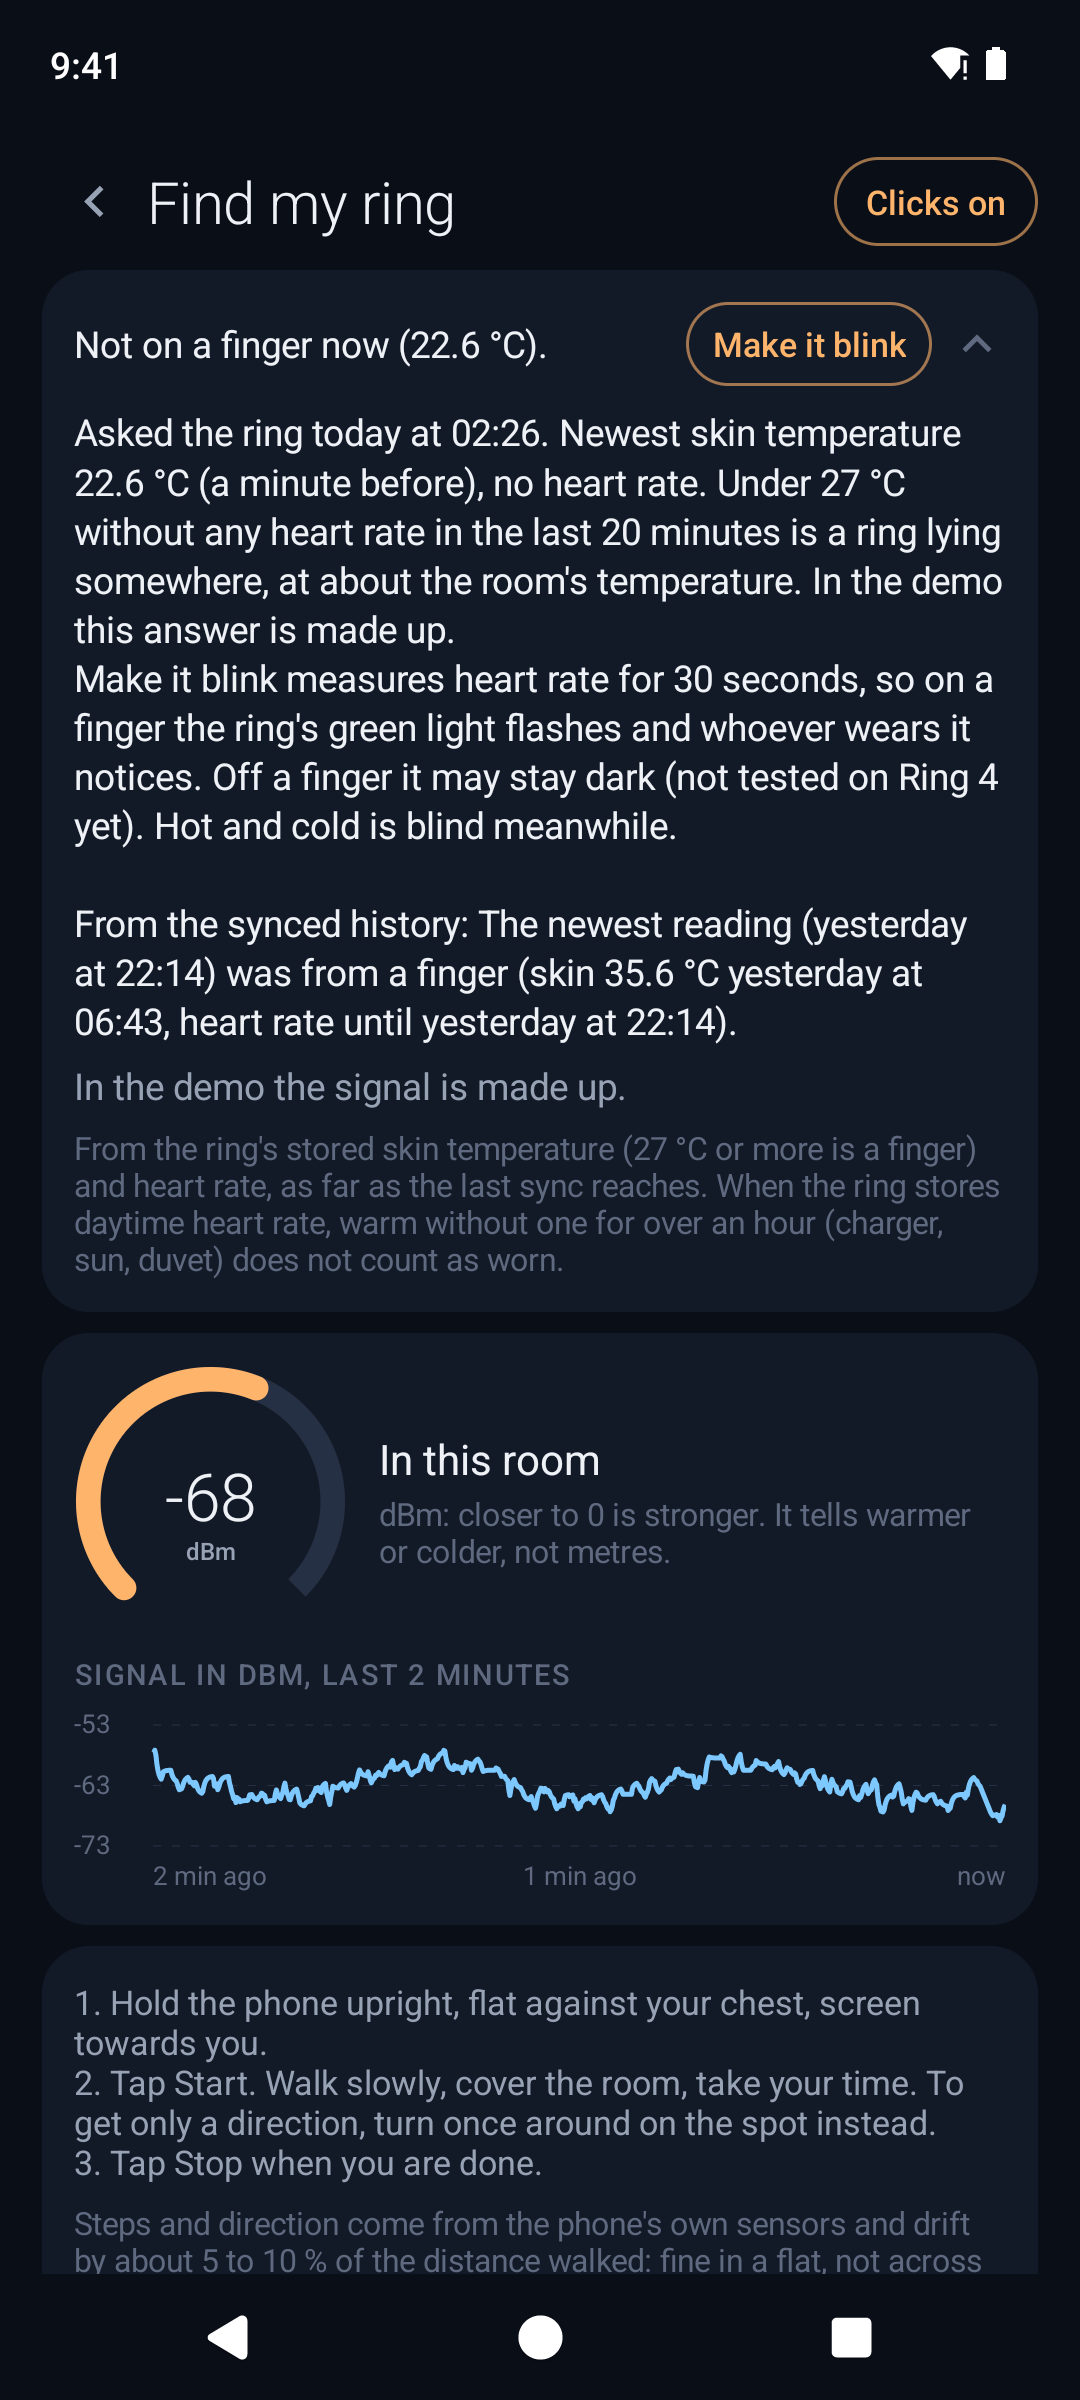 9:41
Find my ring
Clicks on
Not on a finger now (22.6 °C).
Make it blink
Asked the ring today at 02:26. Newest skin temperature
22.6 °C (a minute before), no heart rate. Under 27 °C
without any heart rate in the last 20 minutes is a ring lying
somewhere, at about the room's temperature. In the demo
this answer is made up.
Make it blink measures heart rate for 30 seconds, so on a
finger the ring's green light flashes and whoever wears it
notices. Off a finger it may stay dark (not tested on Ring 4
yet). Hot and cold is blind meanwhile.
From the synced history: The newest reading (yesterday
at 22:14) was from a finger (skin 35.6 °C yesterday at
06:43, heart rate until yesterday at 22:14).
In the demo the signal is made up.
From the ring's stored skin temperature (27 °C or more is a finger)
and heart rate, as far as the last sync reaches. When the ring stores
daytime heart rate, warm without one for over an hour (charger,
sun, duvet) does not count as worn.
-68
dBm
In this room
dBm: closer to 0 is stronger. It tells warmer
or colder, not metres.
SIGNAL IN DBM, LAST 2 MINUTES
-53
-63
-73
2 min ago
1 min ago
now
1. Hold the phone upright, flat against your chest, screen
towards you.
2. Tap Start. Walk slowly, cover the room, take your time. To
get only a direction, turn once around on the spot instead.
3. Tap Stop when you are done.
Steps and direction come from the phone's own sensors and drift
by about 5 to 10 % of the distance walked: fine in a flat, not across